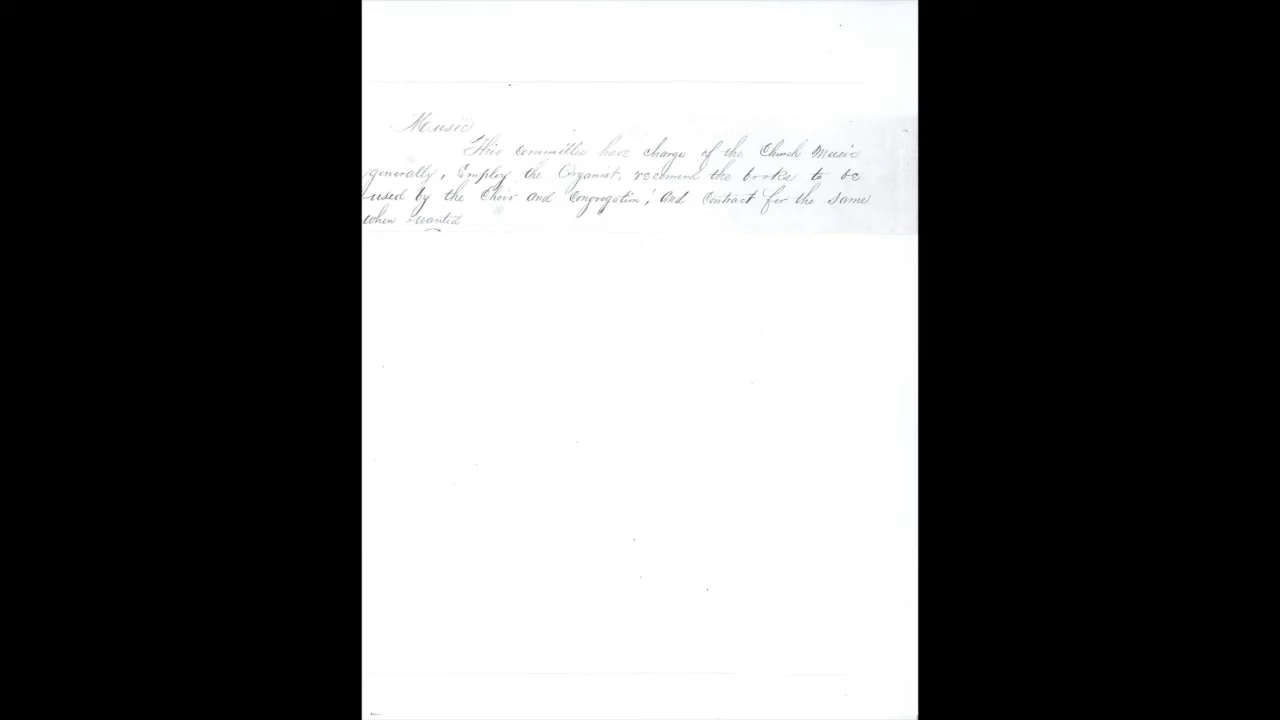 Music
This committee have charge of the Church Music
generally, Employ the Organist. recomend the books to be
used by the Choir and Congregation, and Contract for the same
when wanted